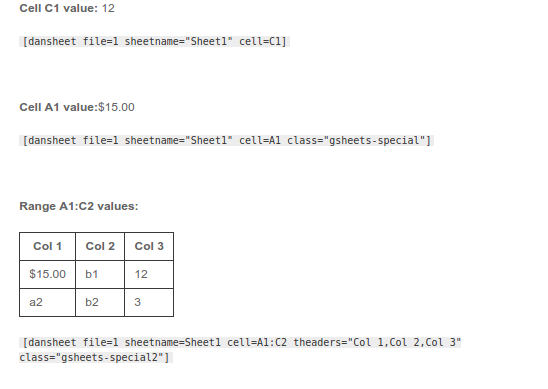 Cell C1 value: 12
[dansheet file=1 sheetname="Sheet1" cell=C1]
Cell A1 value:$15.00
[dansheet file=1 sheetname="Sheet1" cell=A1 class="gsheets-special"]
Range A1:C2 values:
Col 1 Col 2 Col 3
$15.00 b1 12
a2 b2 3
[dansheet file=1 sheetname=Sheet1 cell=A1:C2 theaders="Col 1,Col 2,Col 3"
class="gsheets-special2"]